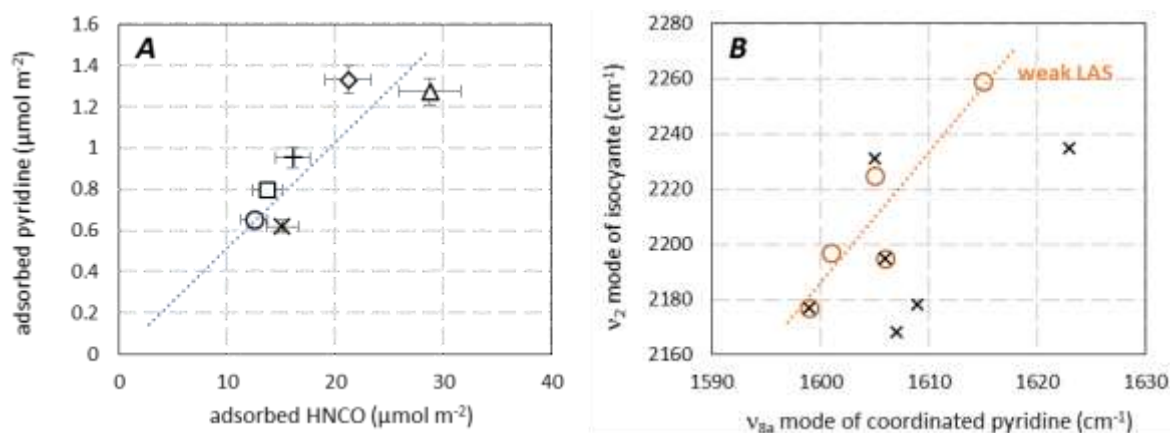 A
adsorbed pyridine (µmol m-2)
1.6
1.4
1.2
1
0.8
0.6
0.4
0.2
0
0 10 20 30 40
adsorbed HNCO (µmol m-2)
B
weak LAS
ν2 mode of isocyante (cm-1)
2280
2260
2240
2220
2200
2180
2160
1590 1600 1610 1620 1630
ν8a mode of coordinated pyridine (cm-1)